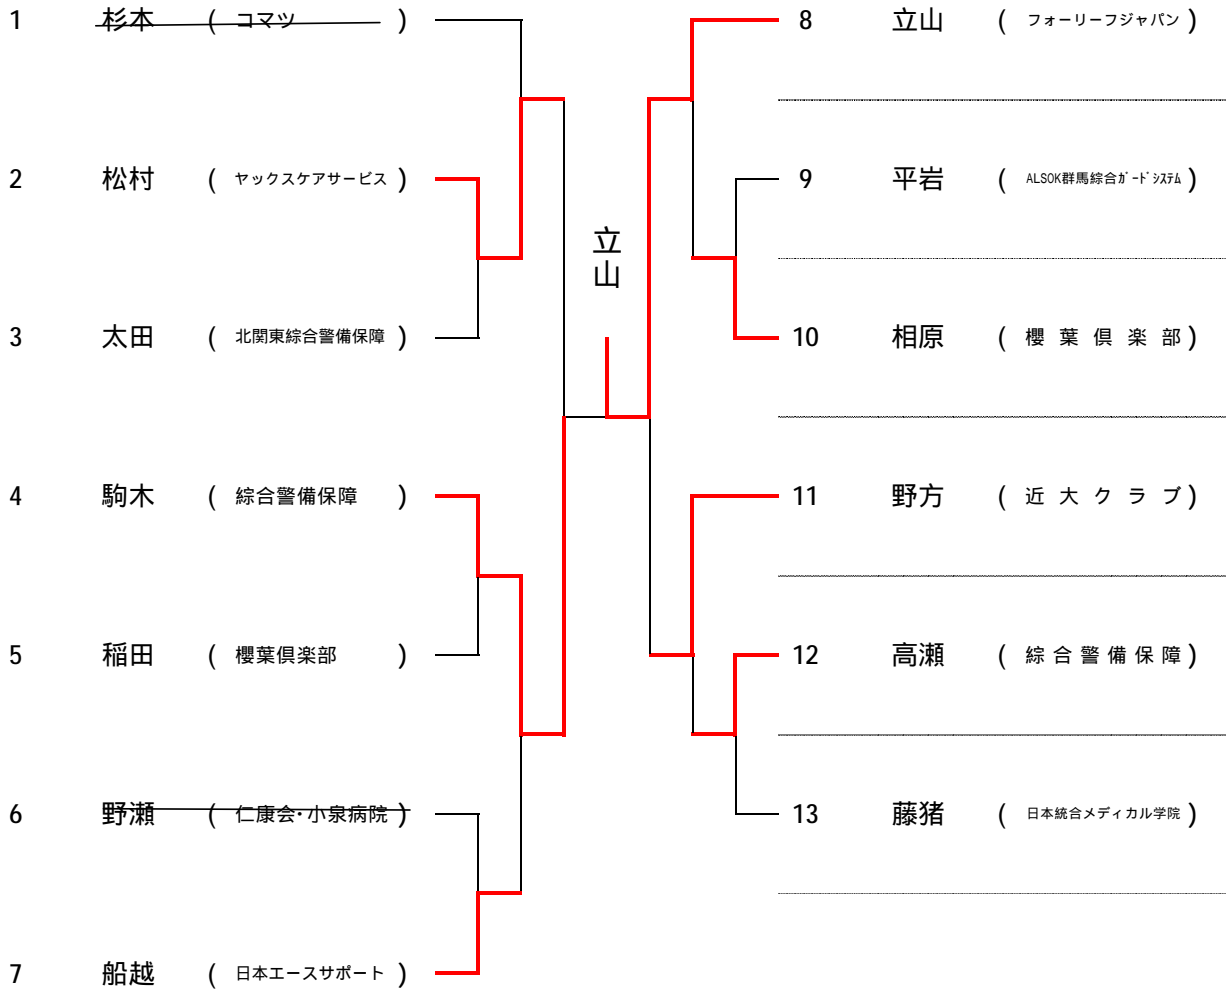 1 杉本 ( コマツ )
2 松村 ( ヤックスケアサービス )
3 太田 ( 北関東綜合警備保障 )
4 駒木 ( 綜合警備保障 )
5 稲田 ( 櫻葉倶楽部 )
6 野瀬 ( 仁康会・小泉病院 )
7 船越 ( 日本エースサポート )
立山
8 立山 ( フォーリーフジャパン )
9 平岩 ( ALSOK群馬綜合ガードシステム )
10 相原 ( 櫻葉倶楽部 )
11 野方 ( 近大クラブ )
12 高瀬 ( 綜合警備保障 )
13 藤猪 ( 日本統合メディカル学院 )